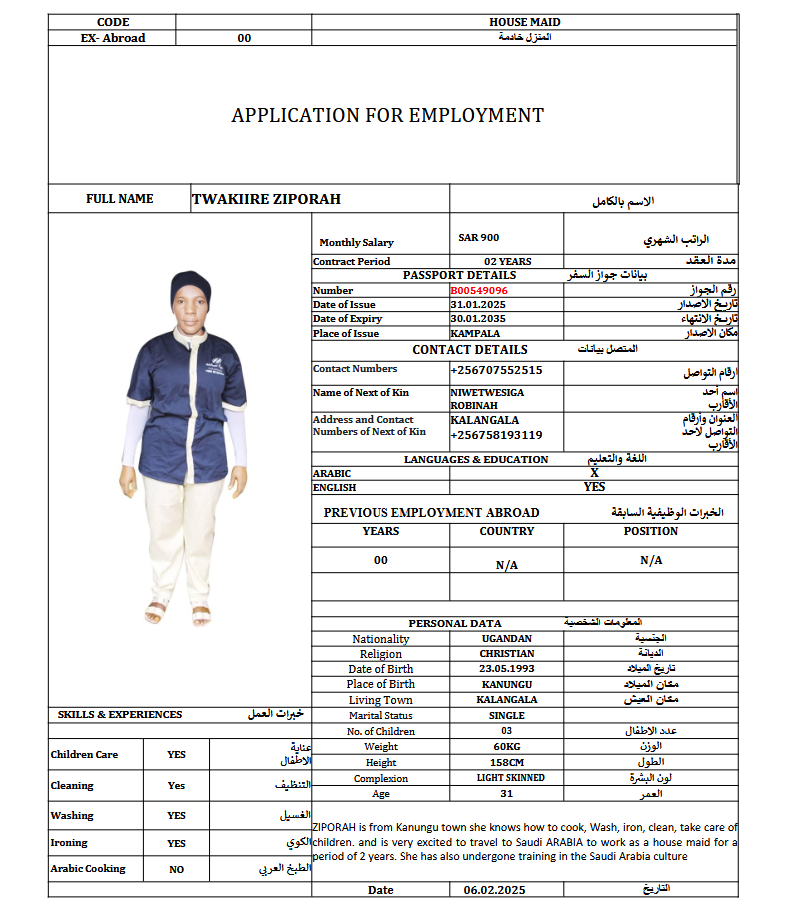 CODE HOUSE MAID
EX- Abroad 00 المنزل خادمة
APPLICATION FOR EMPLOYMENT
FULL NAME TWAKIIRE ZIPORAH الاسم بالكامل
Monthly Salary SAR 900 الراتب الشهري
Contract Period 02 YEARS مدة العقد
PASSPORT DETAILS بيانات جواز السفر
Number B00549096 رقم الجواز
Date of Issue 31.01.2025 تاريخ الاصدار
Date of Expiry 30.01.2035 تاريخ الانتهاء
Place of Issue KAMPALA مكان الاصدار
CONTACT DETAILS المتصل بيانات
Contact Numbers +256707552515 ارقام التواصل
Name of Next of Kin NIWETWESIGA اسم أحد
ROBINAH الأقارب
Address and Contact KALANGALA العنوان وأرقام
Numbers of Next of Kin +256758193119 التواصل لاحد
الأقارب
LANGUAGES & EDUCATION اللغة والتعليم
ARABIC X
ENGLISH YES
PREVIOUS EMPLOYMENT ABROAD الخبرات الوظيفية السابقة
YEARS COUNTRY POSITION
00 N/A N/A
PERSONAL DATA المعلومات الشخصية
Nationality UGANDAN الجنسية
Religion CHRISTIAN الديانة
Date of Birth 23.05.1993 تاريخ الميلاد
Place of Birth KANUNGU مكان الميلاد
Living Town KALANGALA مكان العيش
Marital Status SINGLE
No. of Children 03 عدد الاطفال
Weight 60KG الوزن
Height 158CM الطول
Complexion LIGHT SKINNED لون البشرة
Age 31 العمر
SKILLS & EXPERIENCES خبرات العمل
Children Care YES عناية
الاطفال
Cleaning Yes التنظيف
Washing YES الغسيل
Ironing YES الكوي
Arabic Cooking NO الطبخ العربي
ZIPORAH is from Kanungu town she knows how to cook, Wash, iron, clean, take care of
children. and is very excited to travel to Saudi ARABIA to work as a house maid for a
period of 2 years. She has also undergone training in the Saudi Arabia culture
Date 06.02.2025 التاريخ